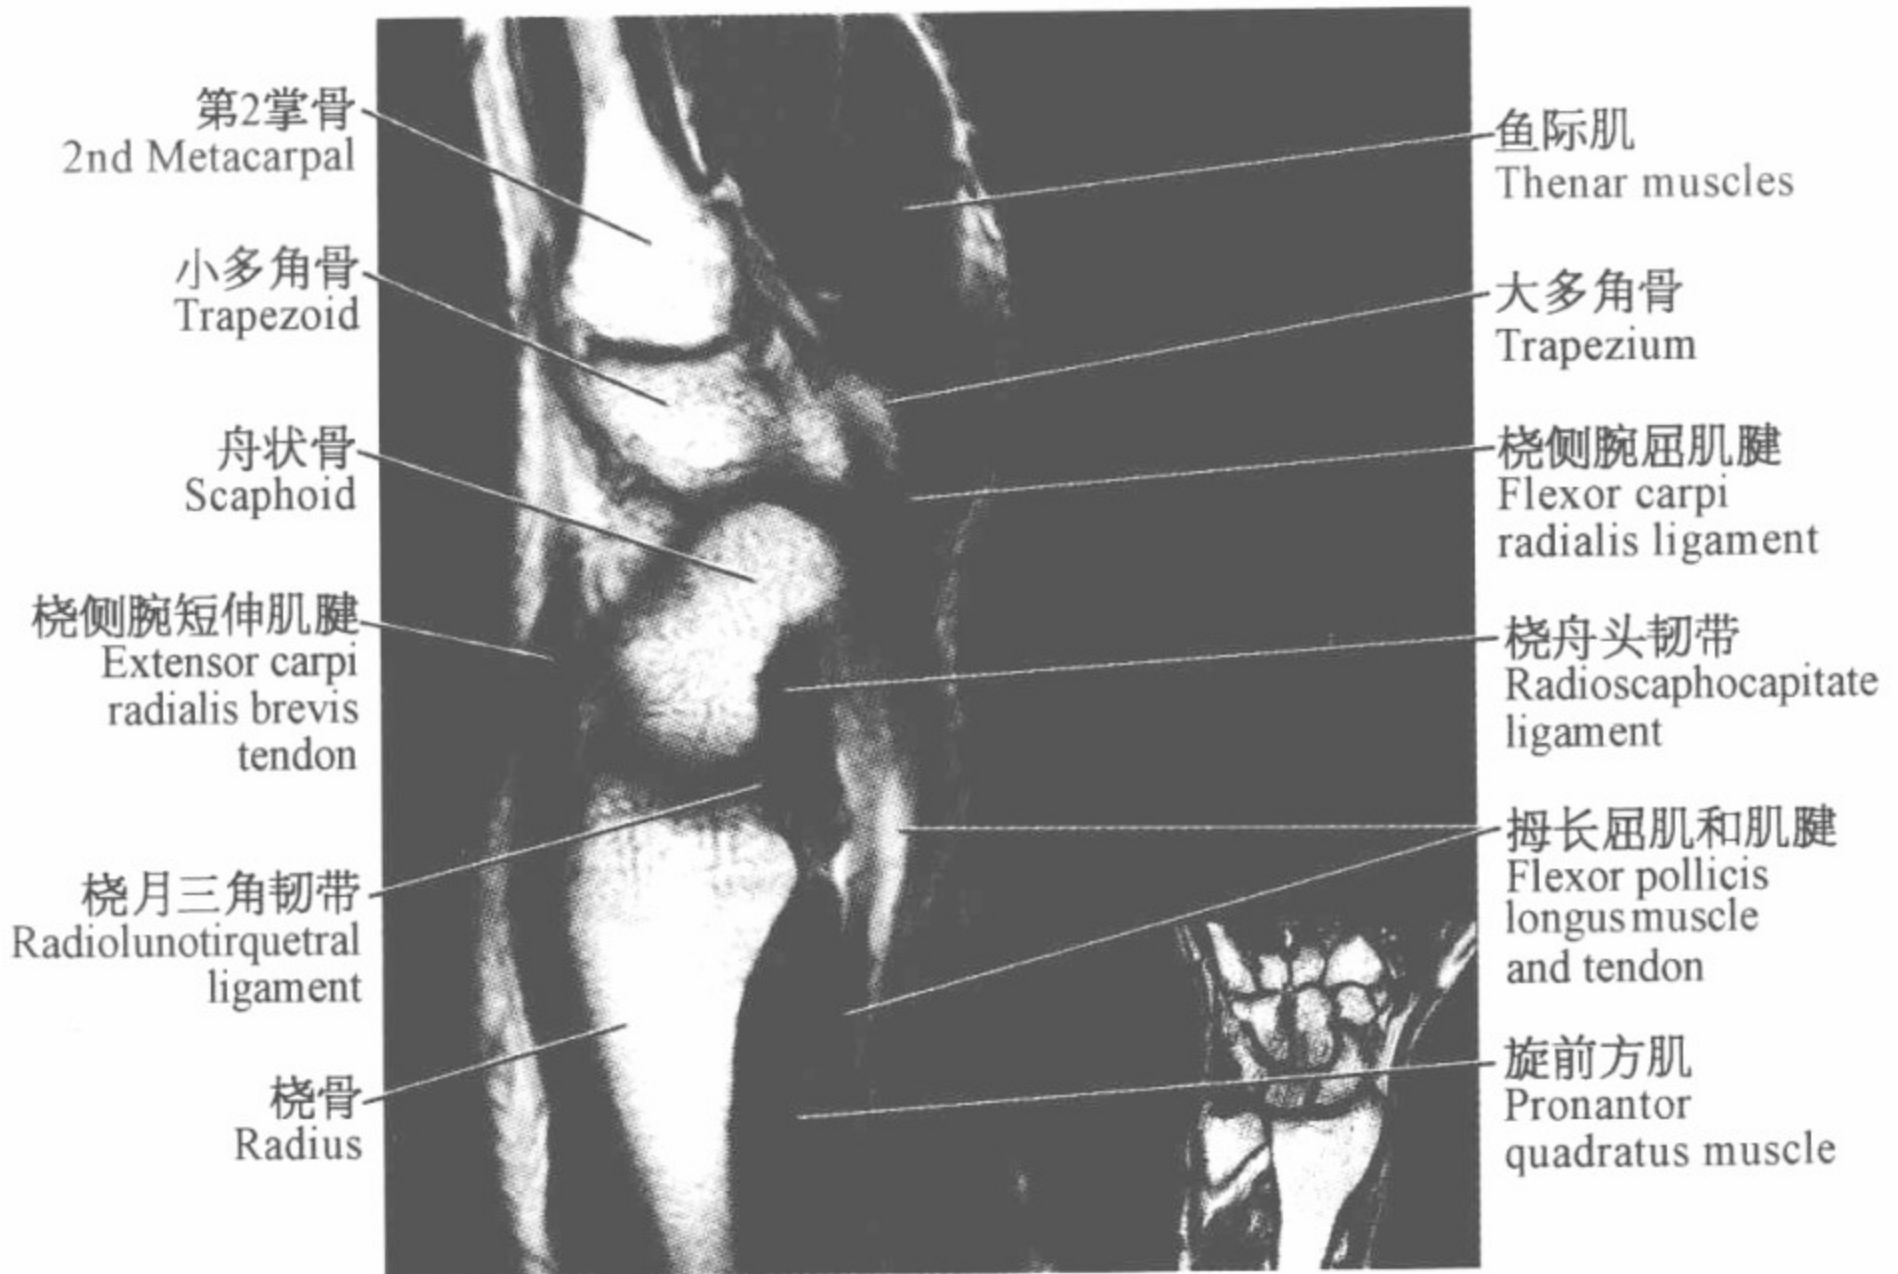 第2掌骨
2nd Metacarpal
小多角骨
Trapezoid
舟状骨
Scaphoid
桡侧腕短伸肌腱
Extensor carpi
radialis brevis
tendon
桡月三角韧带
Radiolunotirquetral
ligament
桡骨
Radius
鱼际肌
Thenar muscles
大多角骨
Trapezium
桡侧腕屈肌腱
Flexor carpi
radialis ligament
桡舟头韧带
Radioscaphocapitate
ligament
拇长屈肌和肌腱
Flexor pollicis
longus muscle
and tendon
旋前方肌
Pronantor
quadratus muscle